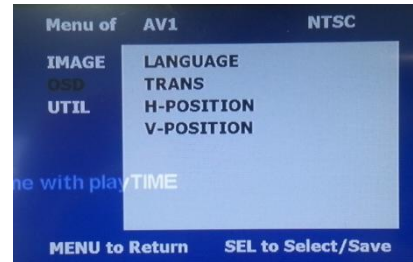 Menu of AV1 NTSC
IMAGE LANGUAGE
OSD TRANS
UTIL H-POSITION
V-POSITION
me with playTIME
MENU to Return SEL to Select/Save